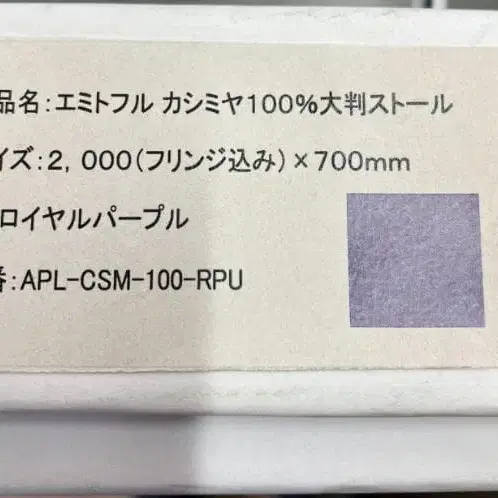 品名：エミトフル カシミヤ100%大判ストール
イズ：2，000（フリンジ込み）×700mm
ロイヤルパープル
番：APL-CSM-100-RPU